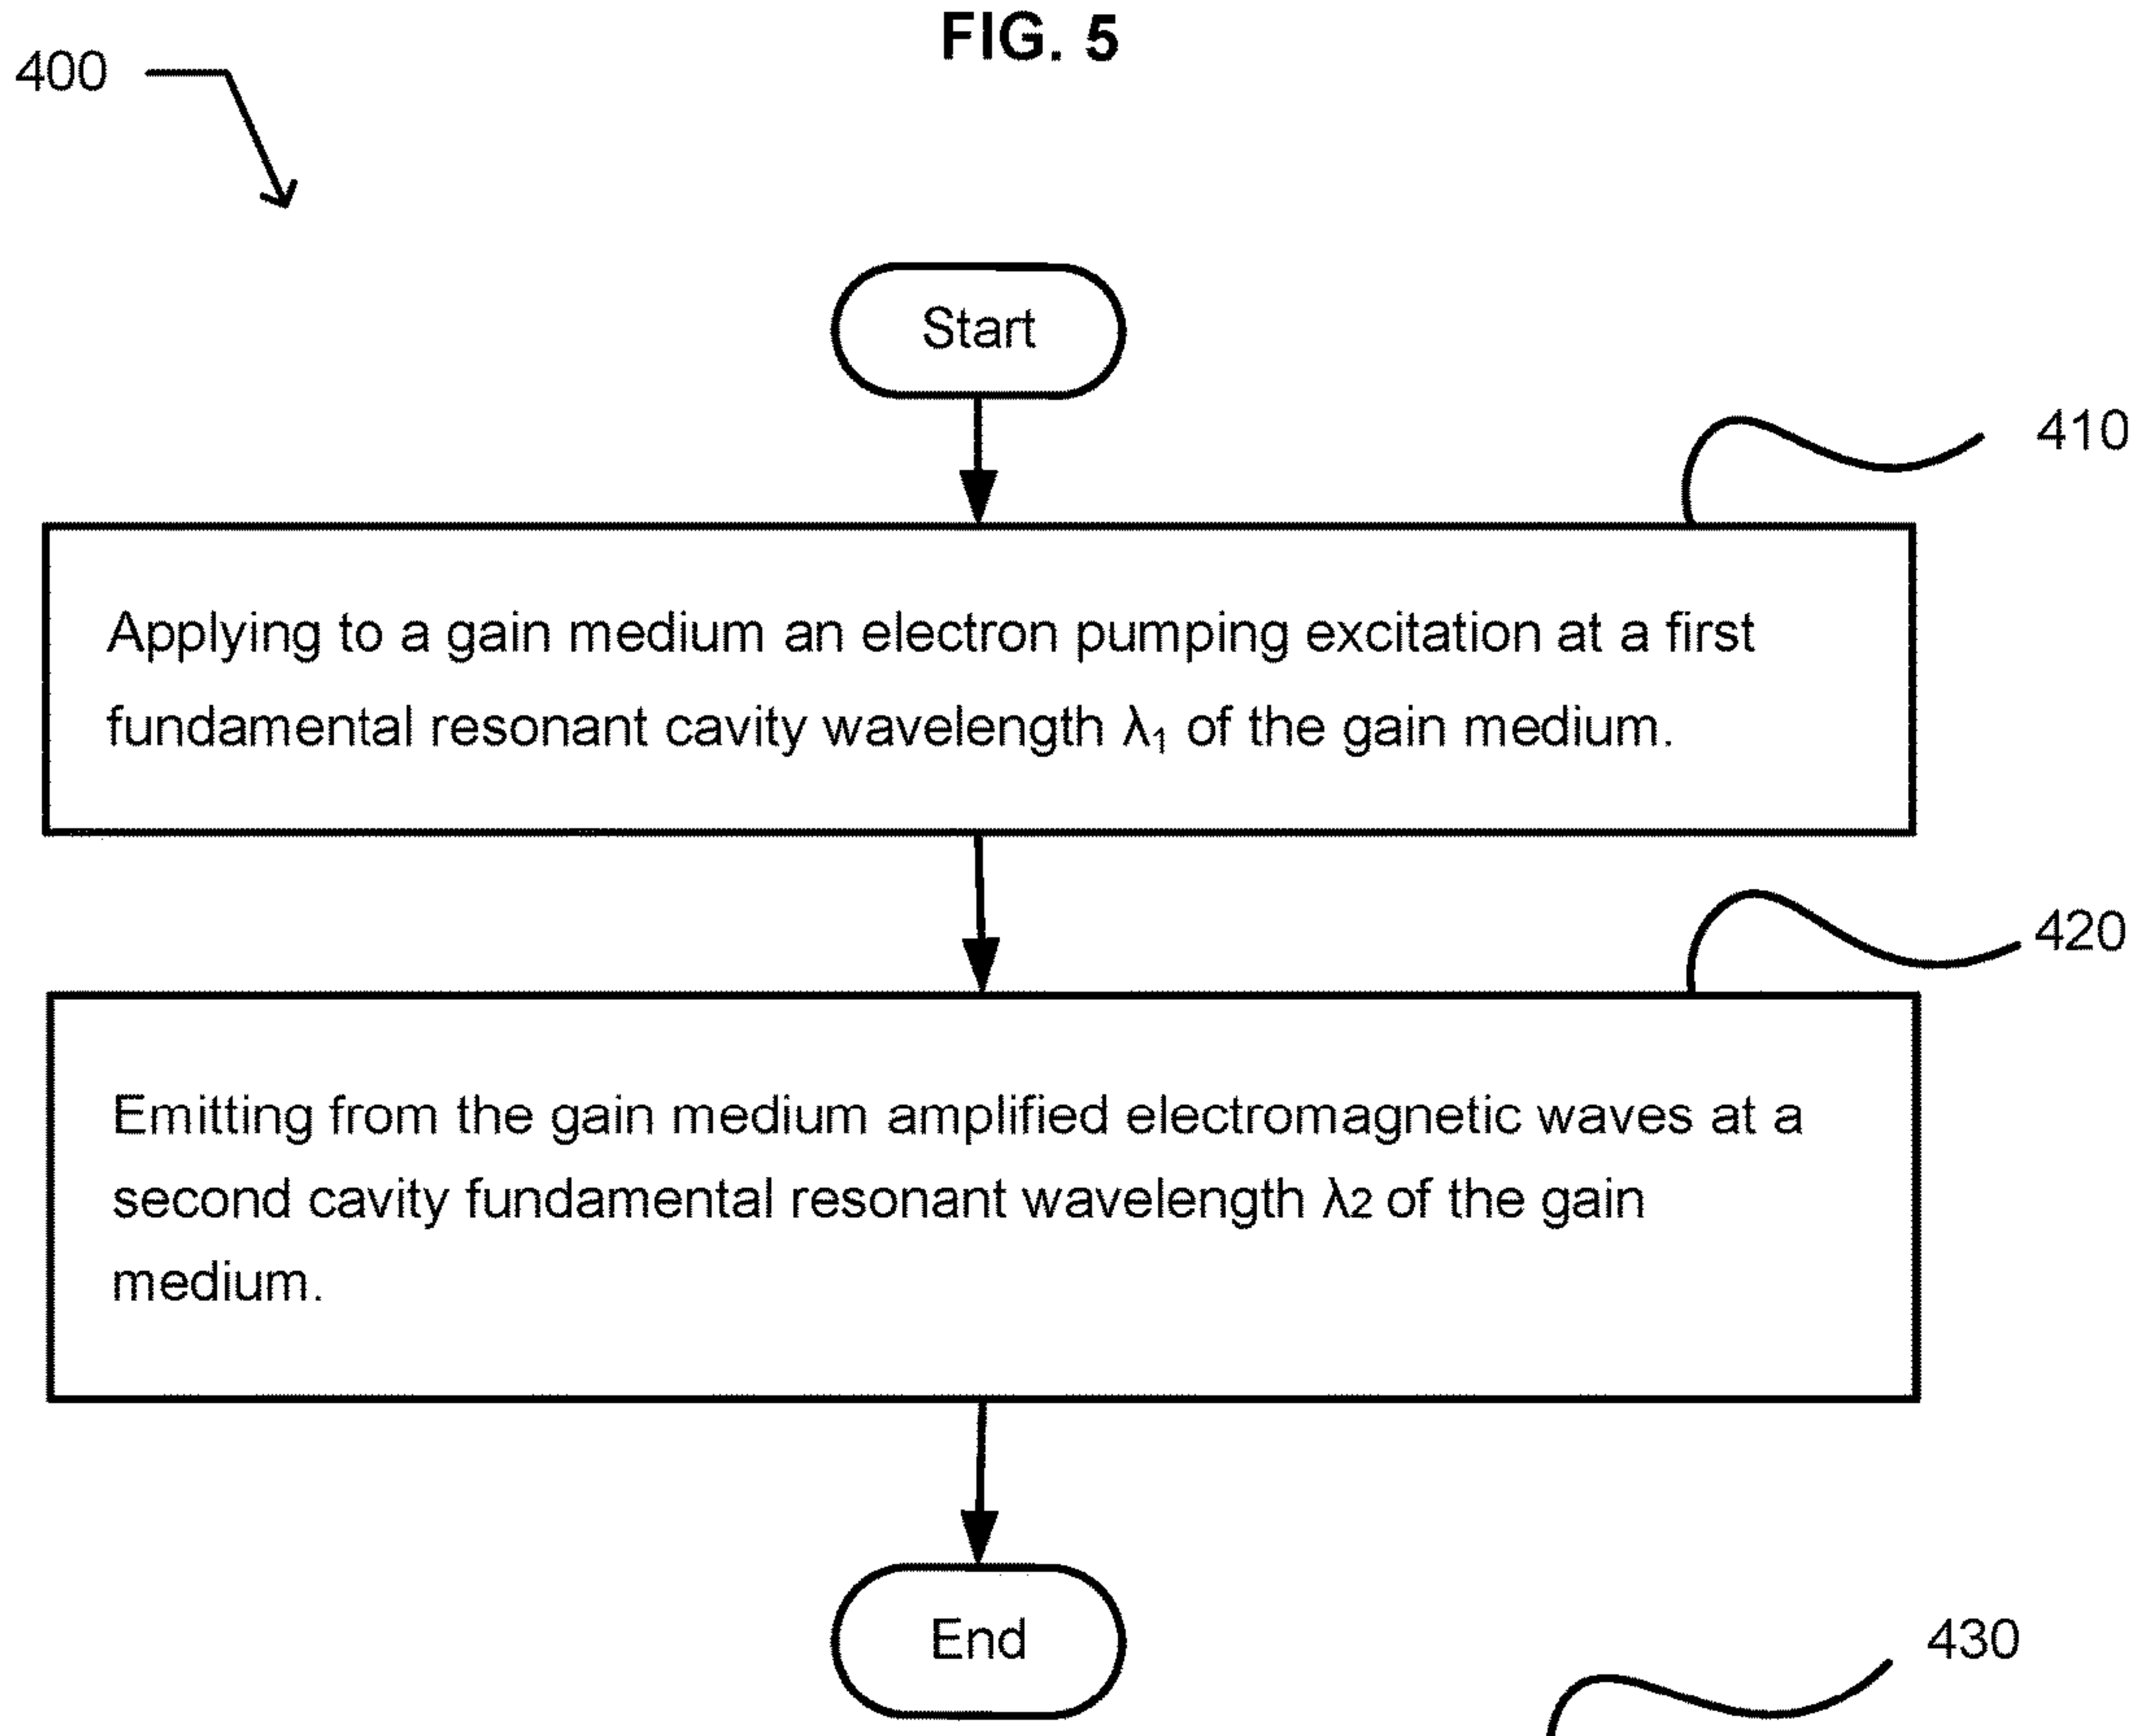 FIG. 5
400
Start
410
Applying to a gain medium an electron pumping excitation at a first
fundamental resonant cavity wavelength λ₁ of the gain medium.
420
Emitting from the gain medium amplified electromagnetic waves at a
second cavity fundamental resonant wavelength λ2 of the gain
medium.
End
430